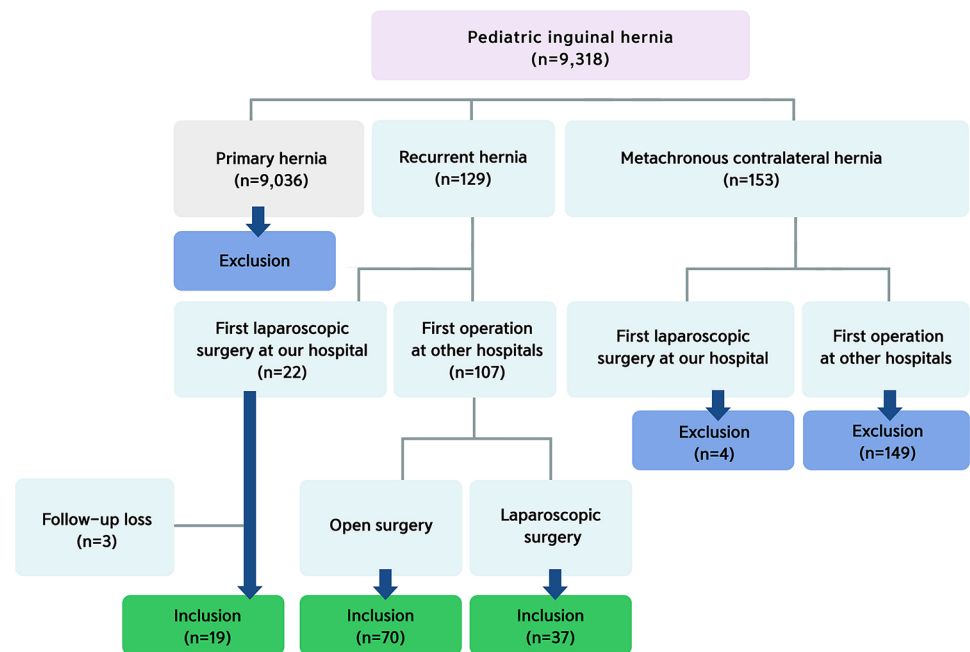 Pediatric inguinal hernia
(n=9,318)
Primary hernia
(n=9,036)
Recurrent hernia
(n=129)
Metachronous contralateral hernia
(n=153)
Exclusion
First laparoscopic
surgery at our hospital
(n=22)
First operation
at other hospitals
(n=107)
First laparoscopic
surgery at our hospital
First operation
at other hospitals
Exclusion
(n=4)
Exclusion
(n=149)
Follow-up loss
(n=3)
Open surgery
Laparoscopic
surgery
Inclusion
(n=19)
Inclusion
(n=70)
Inclusion
(n=37)